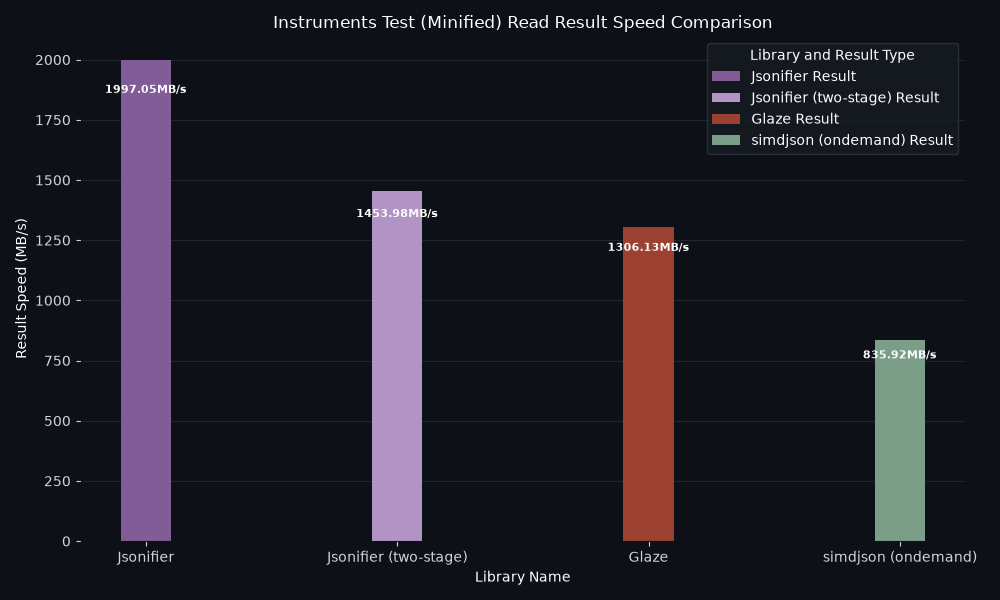 Instruments Test (Minified) Read Result Speed Comparison
Library and Result Type
Jsonifier Result
Jsonifier (two-stage) Result
Glaze Result
simdjson (ondemand) Result
Result Speed (MB/s)
2000
1750
1500
1250
1000
750
500
250
0
1997.05MB/s
1453.98MB/s
1306.13MB/s
835.92MB/s
Jsonifier
Jsonifier (two-stage)
Glaze
simdjson (ondemand)
Library Name